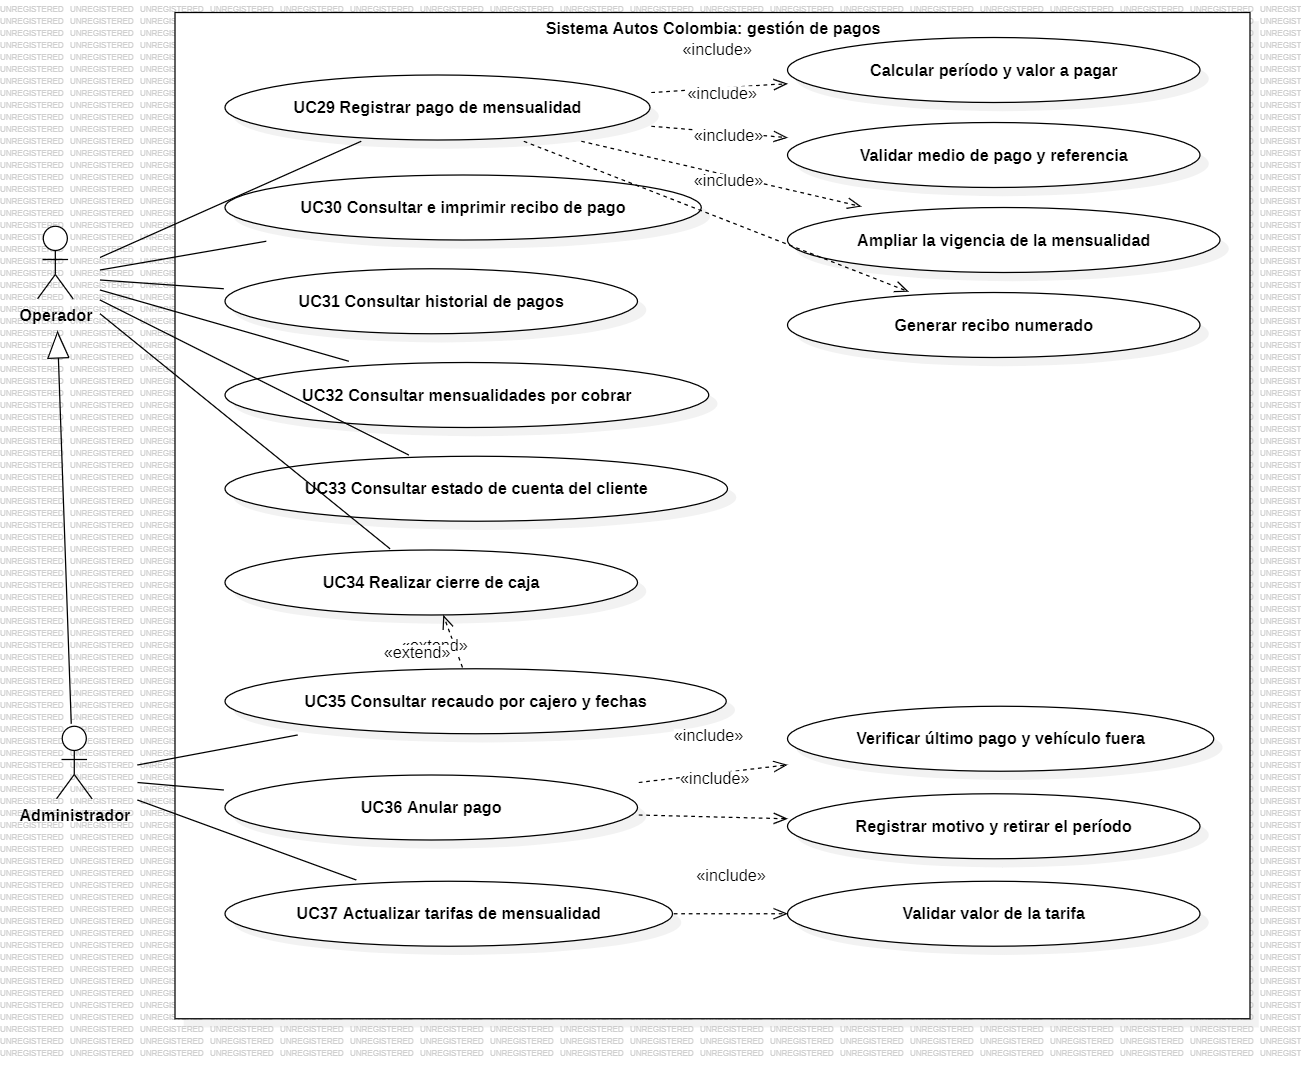 Sistema Autos Colombia: gestión de pagos
«include»
Calcular período y valor a pagar
«include»
UC29 Registrar pago de mensualidad
«include»
Validar medio de pago y referencia
«include»
UC30 Consultar e imprimir recibo de pago
Ampliar la vigencia de la mensualidad
UC31 Consultar historial de pagos
Operador
Generar recibo numerado
UC32 Consultar mensualidades por cobrar
UC33 Consultar estado de cuenta del cliente
UC34 Realizar cierre de caja
«extend»
«extend»
UC35 Consultar recaudo por cajero y fechas
«include»
Verificar último pago y vehículo fuera
«include»
UC36 Anular pago
Administrador
Registrar motivo y retirar el período
«include»
UC37 Actualizar tarifas de mensualidad
Validar valor de la tarifa
UNREGISTERED